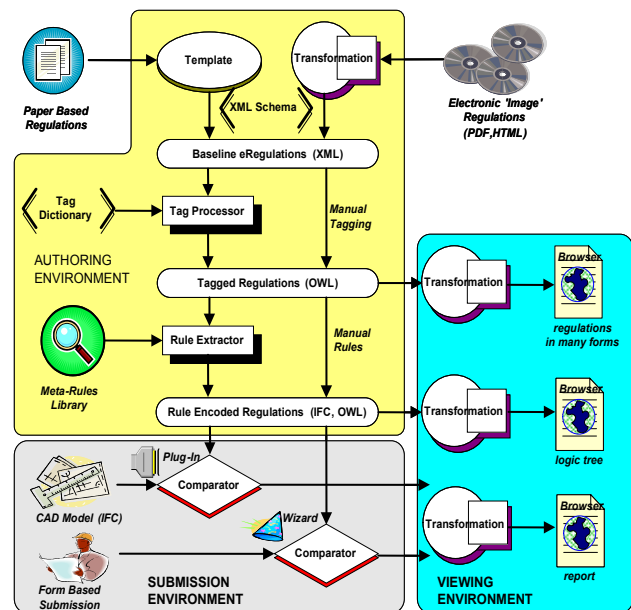 Template
Transformation
Paper Based
Regulations
XML Schema
Electronic 'Image'
Regulations
(PDF,HTML)
Baseline eRegulations (XML)
Tag
Dictionary
Tag Processor
Manual
Tagging
AUTHORING
ENVIRONMENT
Tagged Regulations (OWL)
Transformation
Browser
regulations
in many forms
Rule Extractor
Manual
Rules
Meta-Rules
Library
Rule Encoded Regulations (IFC, OWL)
Transformation
Browser
logic tree
Plug-In
Comparator
CAD Model (IFC)
Wizard
Comparator
Transformation
Browser
report
Form Based
Submission
SUBMISSION
ENVIRONMENT
VIEWING
ENVIRONMENT